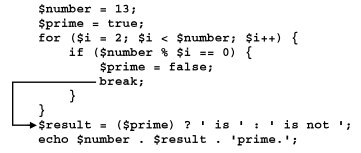 $number = 13;
$prime = true;
for ($i = 2; $i < $number; $i++) {
    if ($number % $i == 0) {
        $prime = false;
        break;
    }
}
$result = ($prime) ? ' is ' : ' is not ';
echo $number . $result . 'prime.';